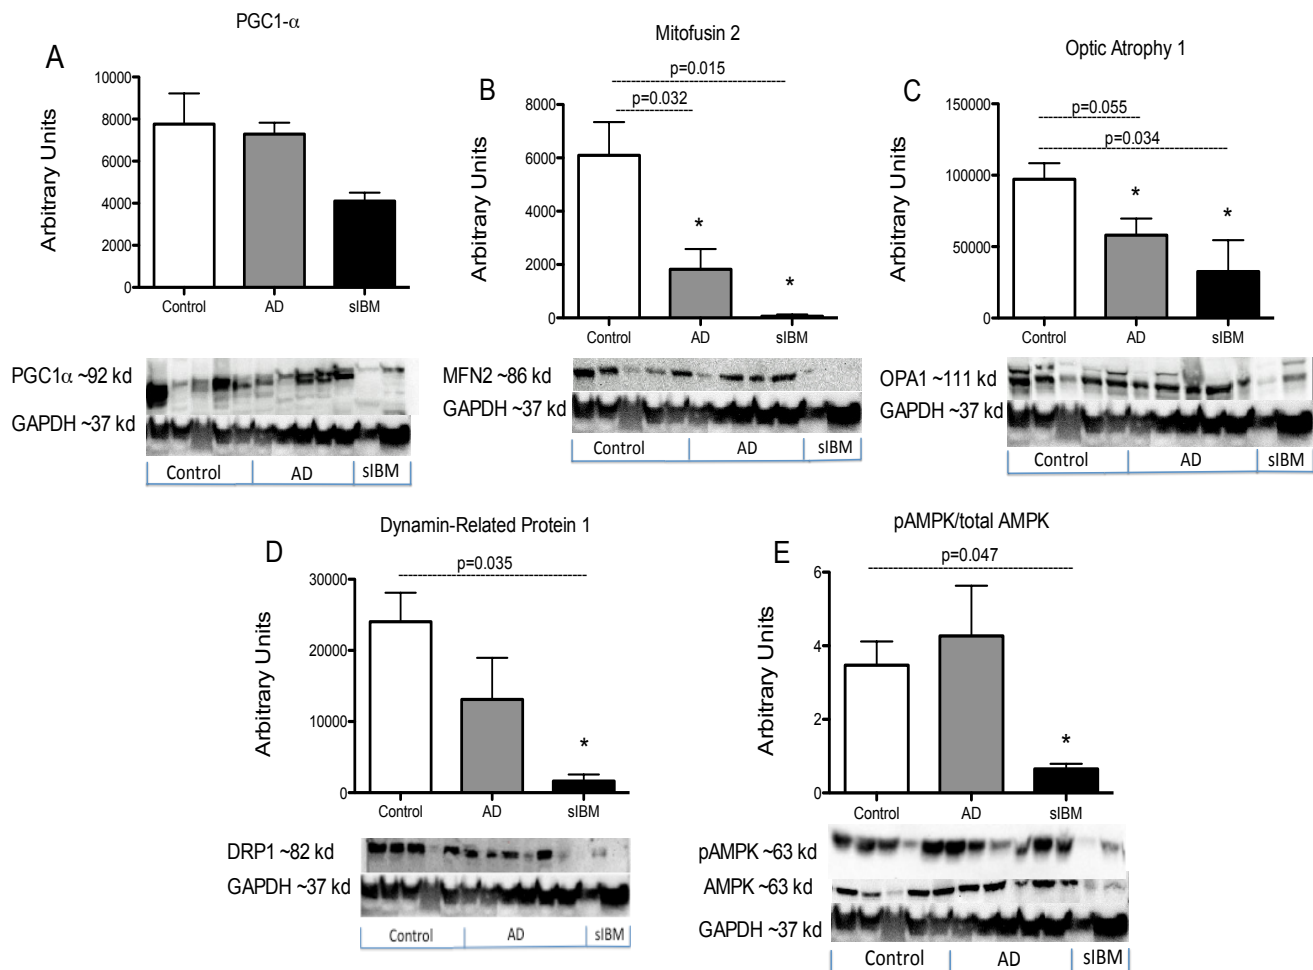 PGC1-α
A
Arbitrary Units
10000
8000
6000
4000
2000
0
Control AD sIBM
PGC1α ~92 kd
GAPDH ~37 kd
Control AD sIBM
Mitofusin 2
B
p=0.015
p=0.032
Arbitrary Units
8000
6000
4000
2000
0
*
*
Control AD sIBM
MFN2 ~86 kd
GAPDH ~37 kd
Control AD sIBM
Optic Atrophy 1
C
p=0.055
p=0.034
Arbitrary Units
150000
100000
50000
0
*
*
Control AD sIBM
OPA1 ~111 kd
GAPDH ~37 kd
Control AD sIBM
Dynamin-Related Protein 1
D
p=0.035
Arbitrary Units
30000
20000
10000
0
*
Control AD sIBM
DRP1 ~82 kd
GAPDH ~37 kd
Control AD sIBM
pAMPK/total AMPK
E
p=0.047
Arbitrary Units
6
4
2
0
*
Control AD sIBM
pAMPK ~63 kd
AMPK ~63 kd
GAPDH ~37 kd
Control AD sIBM